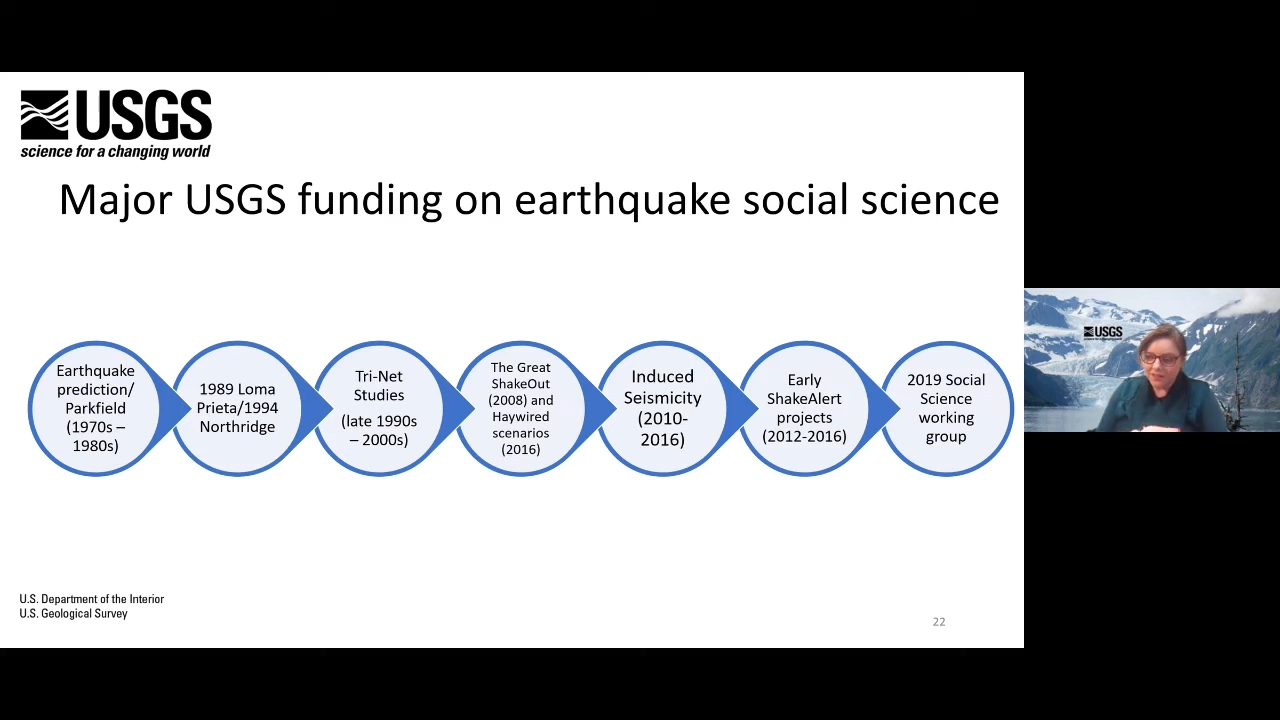 USGS
science for a changing world
Major USGS funding on earthquake social science
Earthquake
prediction/
Parkfield
(1970s –
1980s)
1989 Loma
Prieta/1994
Northridge
Tri-Net
Studies
(late 1990s
– 2000s)
The Great
ShakeOut
(2008) and
Haywired
scenarios
(2016)
Induced
Seismicity
(2010-
2016)
Early
ShakeAlert
projects
(2012-2016)
2019 Social
Science
working
group
USGS
U.S. Department of the Interior
U.S. Geological Survey
22